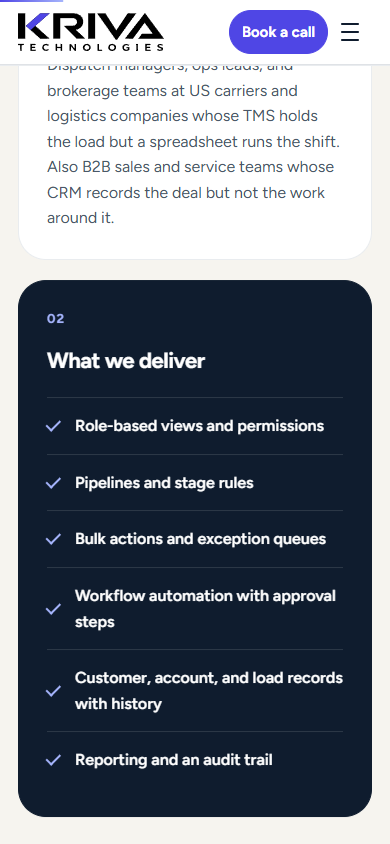 KRIVA
TECHNOLOGIES
Book a call
Dispatch managers, ops leads, and
brokerage teams at US carriers and
logistics companies whose TMS holds
the load but a spreadsheet runs the shift.
Also B2B sales and service teams whose
CRM records the deal but not the work
around it.
02
What we deliver
Role-based views and permissions
Pipelines and stage rules
Bulk actions and exception queues
Workflow automation with approval
steps
Customer, account, and load records
with history
Reporting and an audit trail